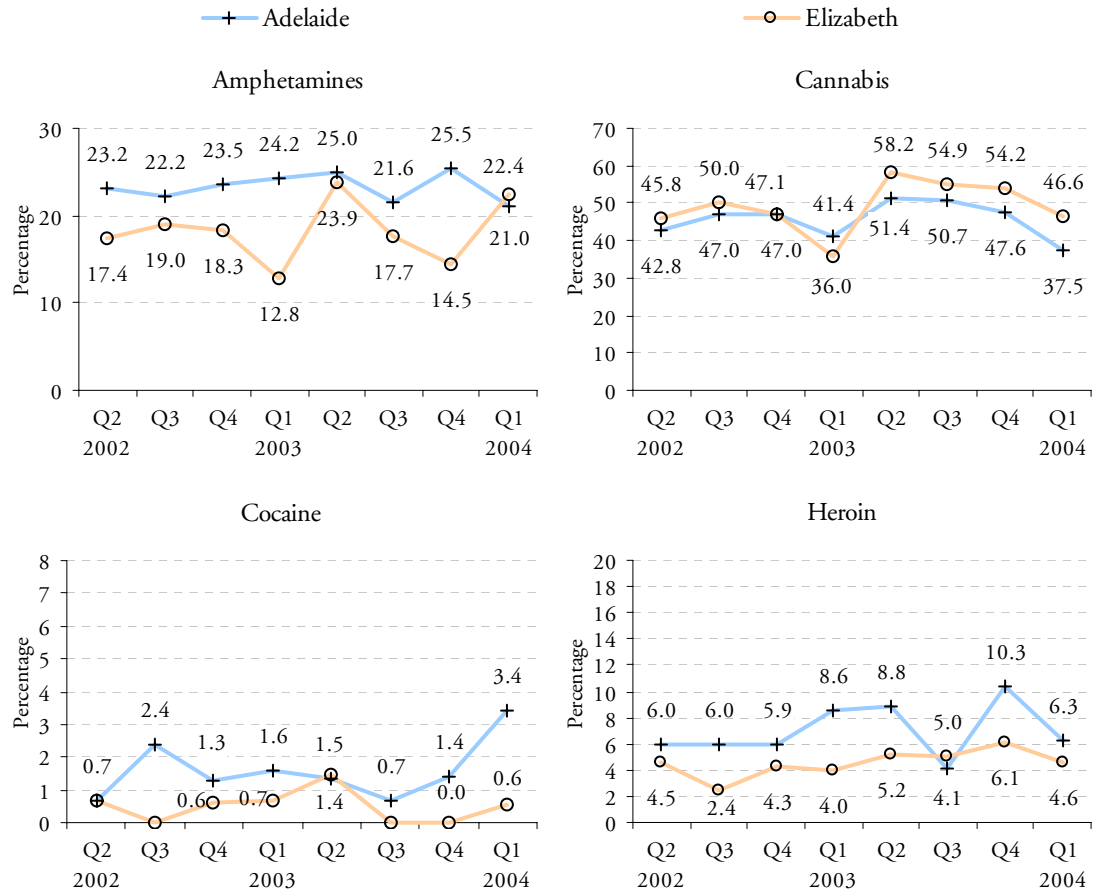 Adelaide Elizabeth
Amphetamines
30
20
10
0
Percentage
23.2 22.2 23.5 24.2 25.0 21.6 25.5 22.4
17.4 19.0 18.3 12.8 23.9 17.7 14.5 21.0
Q2 Q3 Q4 Q1 Q2 Q3 Q4 Q1
2002 2003 2004
Cannabis
70
60
50
40
30
20
10
0
Percentage
45.8 50.0 47.1 41.4 58.2 54.9 54.2 46.6
42.8 47.0 47.0 36.0 51.4 50.7 47.6 37.5
Q2 Q3 Q4 Q1 Q2 Q3 Q4 Q1
2002 2003 2004
Cocaine
8
7
6
5
4
3
2
1
0
Percentage
0.7 2.4 1.3 1.6 1.5 0.7 1.4 3.4
0.6 0.7 1.4 0.0 0.6
Q2 Q3 Q4 Q1 Q2 Q3 Q4 Q1
2002 2003 2004
Heroin
20
18
16
14
12
10
8
6
4
2
0
Percentage
6.0 6.0 5.9 8.6 8.8 5.0 10.3 6.3
4.5 2.4 4.3 4.0 5.2 4.1 6.1 4.6
Q2 Q3 Q4 Q1 Q2 Q3 Q4 Q1
2002 2003 2004